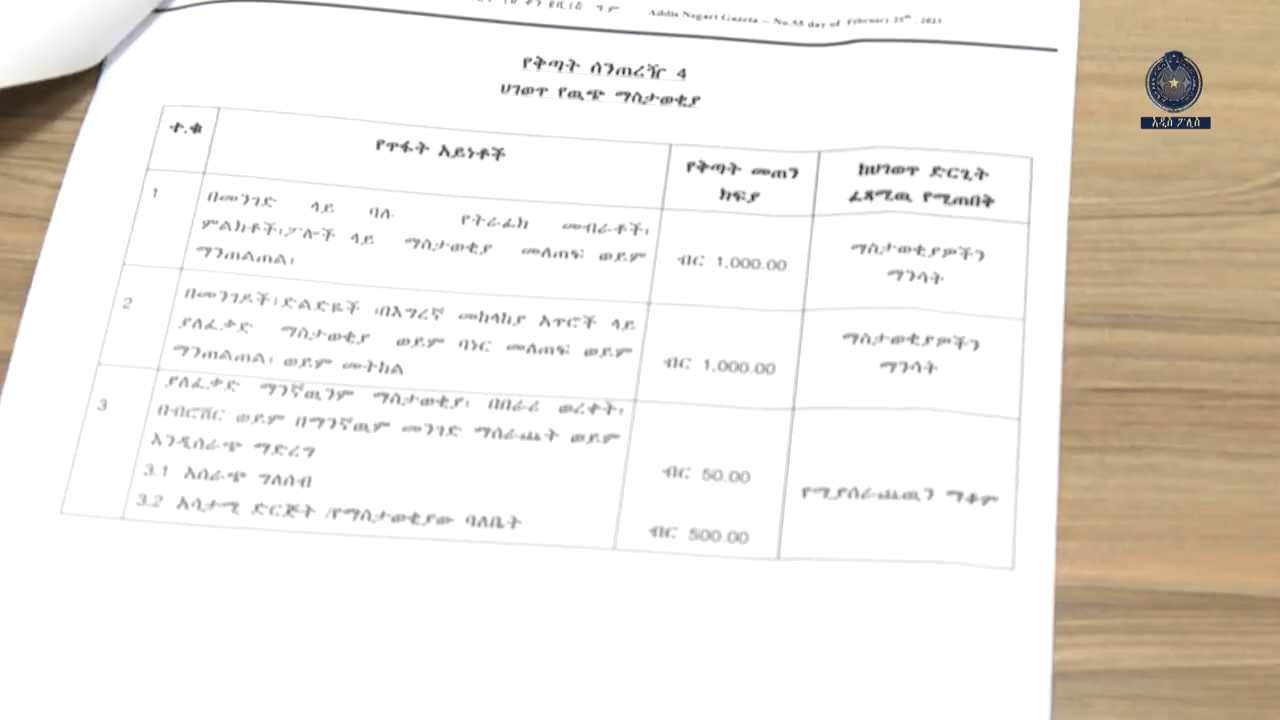 Addis Negari Gazeta – No.55 day of February 25th, 2023
የቅጣት ሰንጠረዥ 4
ህገወጥ የዉጭ ማስታወቂያ
አዲስ ፖሊስ
ተ.ቁ
የጥፋት አይነቶች
የቅጣት መጠን
ክፍያ
ከህገወጥ ድርጊት
ፈጻሚዉ የሚጠበቅ
1
በመንገድ ላይ ባሉ የትራፊክ መብራቶች፣
ምልክቶች፣ፖሎች ላይ ማስታወቂያ መለጠፍ ወይም
ማንጠልጠል፣
ብር 1,000.00
ማስታወቂያዎችን
ማንሳት
2
በመንገዶች፣ድልድዬች ፣በእግረኛ መከላከያ አጥሮች ላይ
ያለፈቃድ ማስታወቂያ ወይም ባነር መለጠፍ ወይም
ማንጠልጠል፣ ወይም መትከል
ብር 1,000.00
ማስታወቂያዎችን
ማንሳት
3
ያለፈቃድ ማንኛዉንም ማስታወቂያ፣ በበራሪ ወረቀት፣
በብሮሸር ወይም በማንኛዉም መንገድ ማሰራጨት ወይም
እንዲሰራጭ ማድረግ
3.1 አሰራጭ ግለሰብ
3.2 አሳታሚ ድርጅት /የማስታወቂያው ባለቤት
ብር 50.00
ብር 500.00
የሚያሰራጨዉን ማቆም